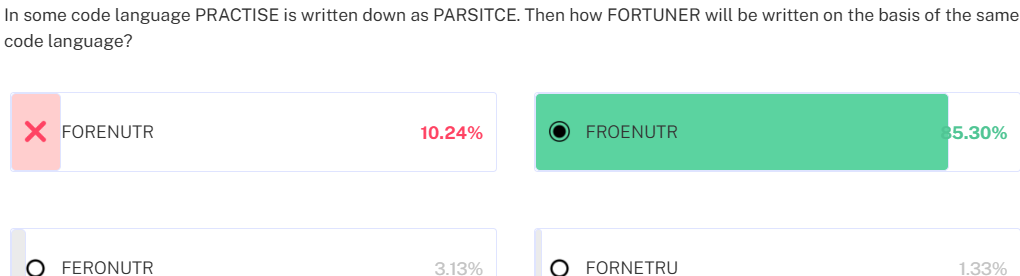 In some code language PRACTISE is written down as PARSITCE. Then how FORTUNER will be written on the basis of the same
code language?
FORENUTR 10.24% FROENUTR 85.30%
FERONUTR 3.13% FORNETRU 1.33%